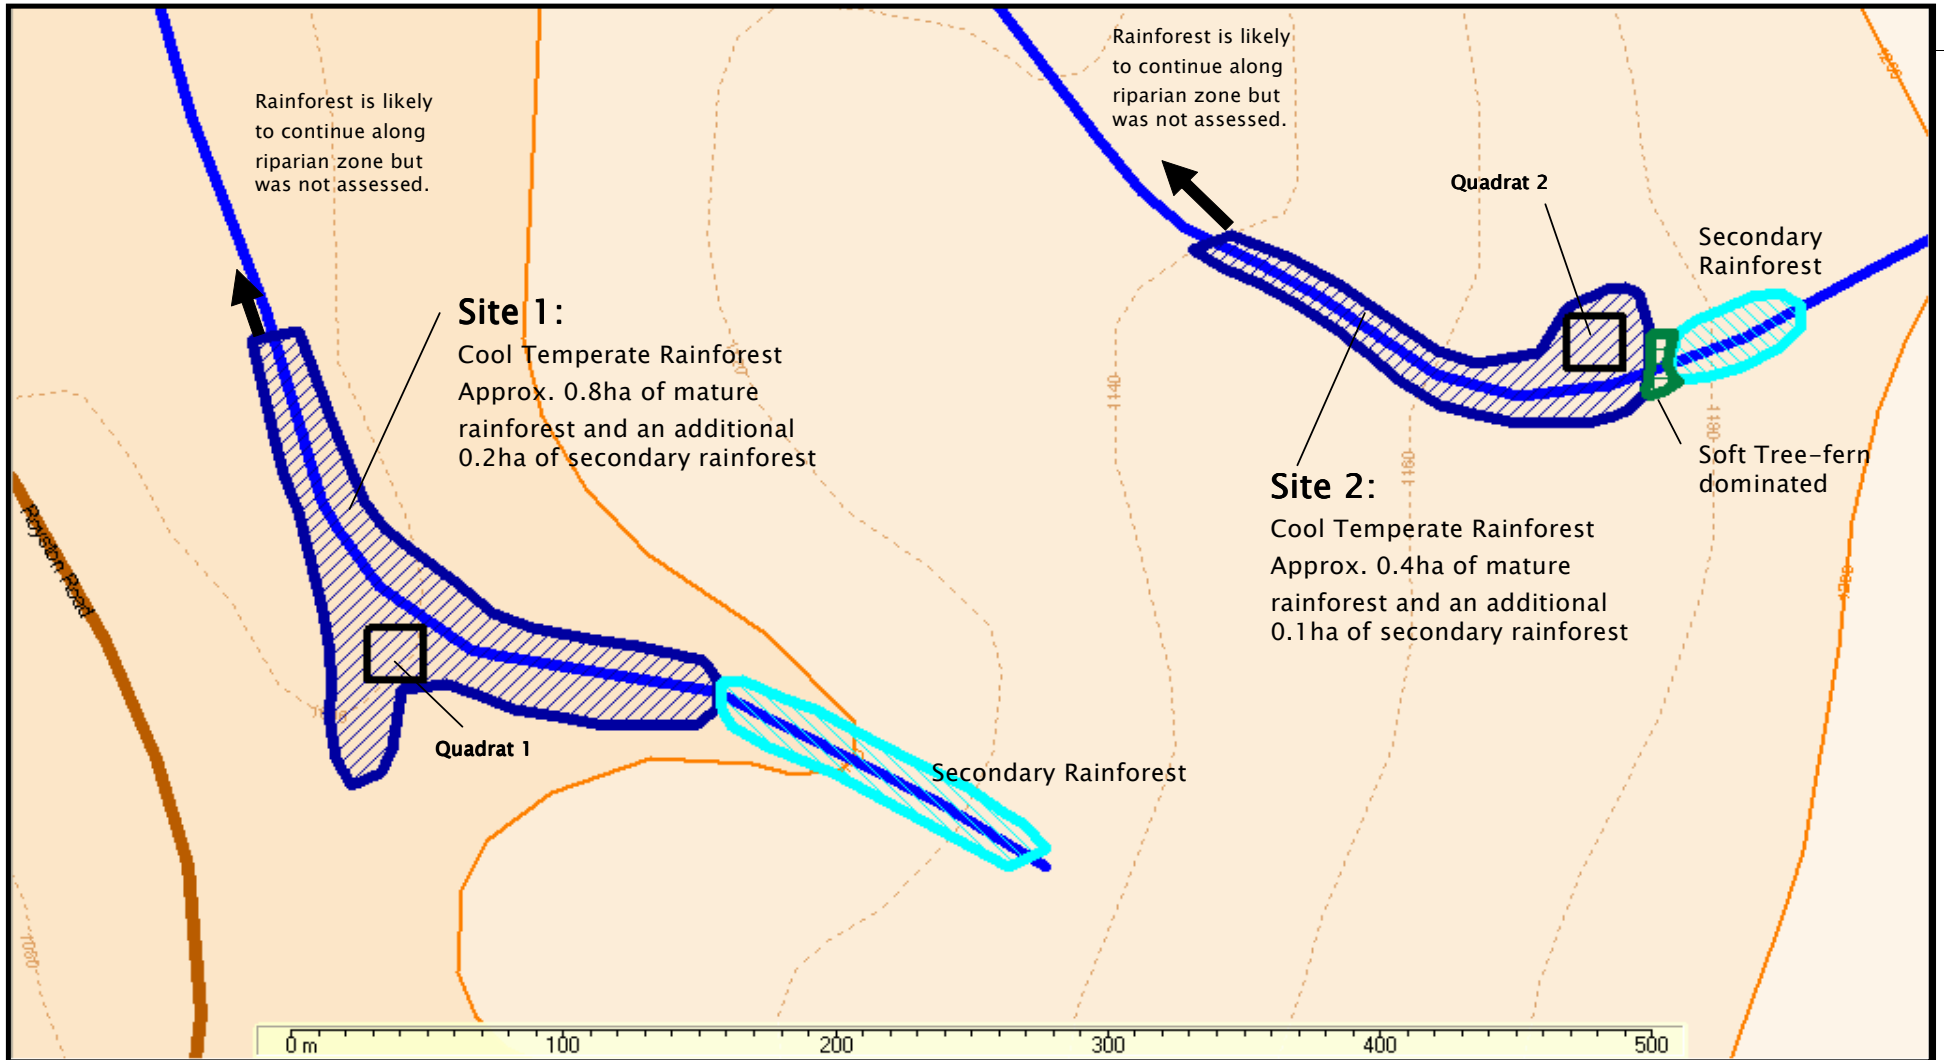 Rainforest is likely
to continue along
riparian zone but
was not assessed.
Rainforest is likely
to continue along
riparian zone but
was not assessed.
1260
Quadrat 2
Secondary
Rainforest
Site 1:
Cool Temperate Rainforest
Approx. 0.8ha of mature
rainforest and an additional
0.2ha of secondary rainforest
1140
1160
1180
Soft Tree-fern
dominated
Site 2:
Cool Temperate Rainforest
Approx. 0.4ha of mature
rainforest and an additional
0.1ha of secondary rainforest
Royston Road
1200
Quadrat 1
Secondary Rainforest
0 m 100 200 300 400 500